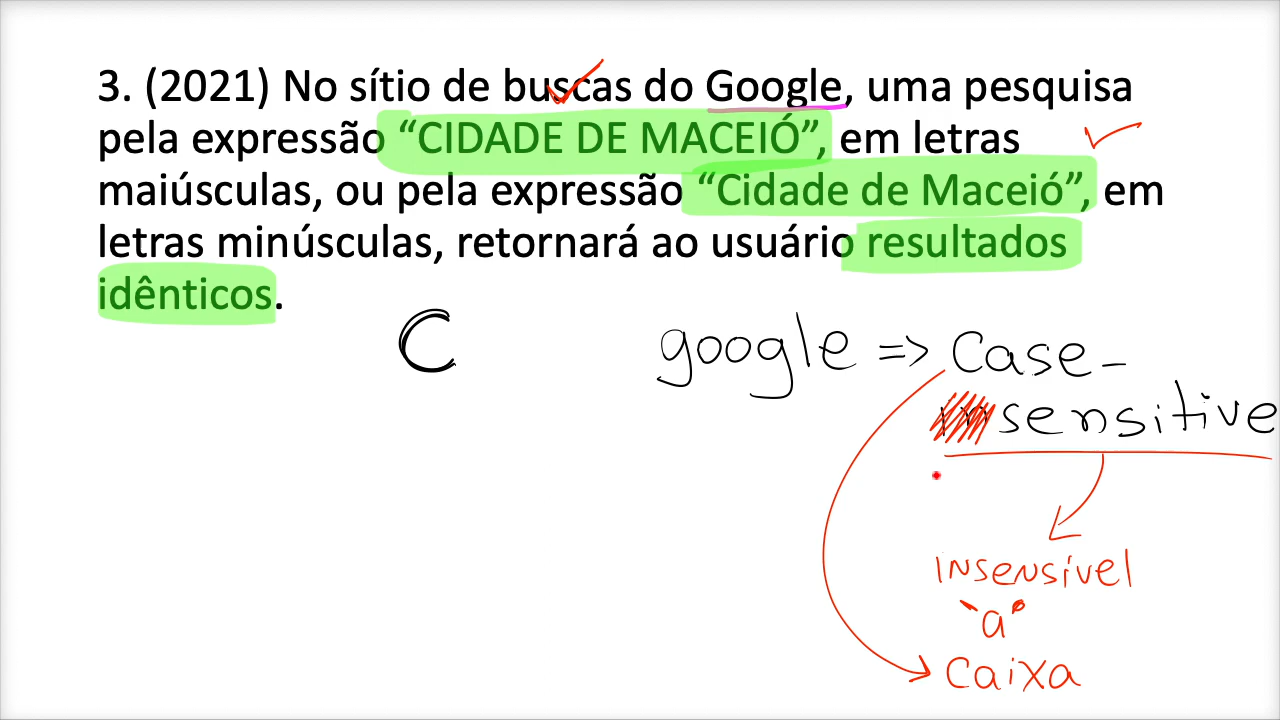 3. (2021) No sítio de buscas do Google, uma pesquisa
pela expressão “CIDADE DE MACEIÓ”, em letras
maiúsculas, ou pela expressão “Cidade de Maceió”, em
letras minúsculas, retornará ao usuário resultados
idênticos.
C
google => Case-
sensitive
insensível
"a"
Caixa